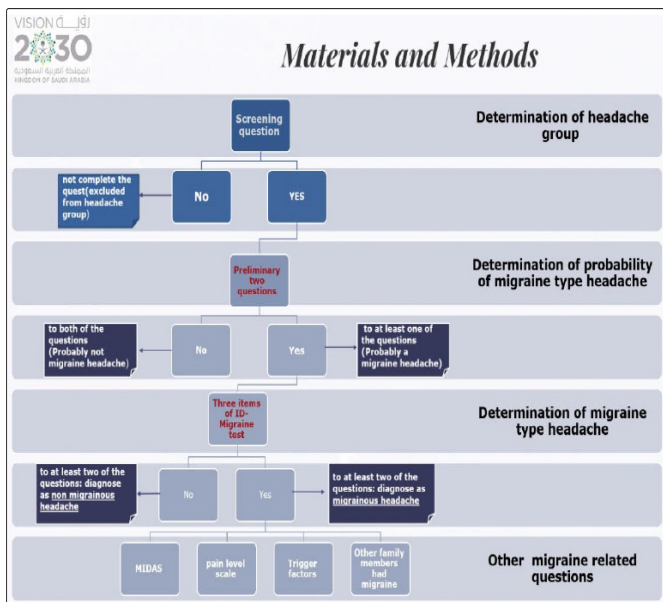 VISION رؤيـــة
2030
المملكة العربية السعودية
KINGDOM OF SAUDI ARABIA
Materials and Methods
Screening
question
Determination of headache
group
not complete the
quest(excluded
from headache
group)
No
YES
Preliminary
two
questions
Determination of probability
of migraine type headache
to both of the
questions
(Probably not
migraine headache)
No
Yes
to at least one of
the questions
(Probably a
migraine headache)
Three items
of ID-
Migraine
test
Determination of migraine
type headache
to at least two of the
questions: diagnose
as non migrainous
headache
No
Yes
to at least two of the
questions: diagnose as
migrainous headache
MIDAS
pain level
scale
Trigger
factors
Other family
members
had
migraine
Other migraine related
questions